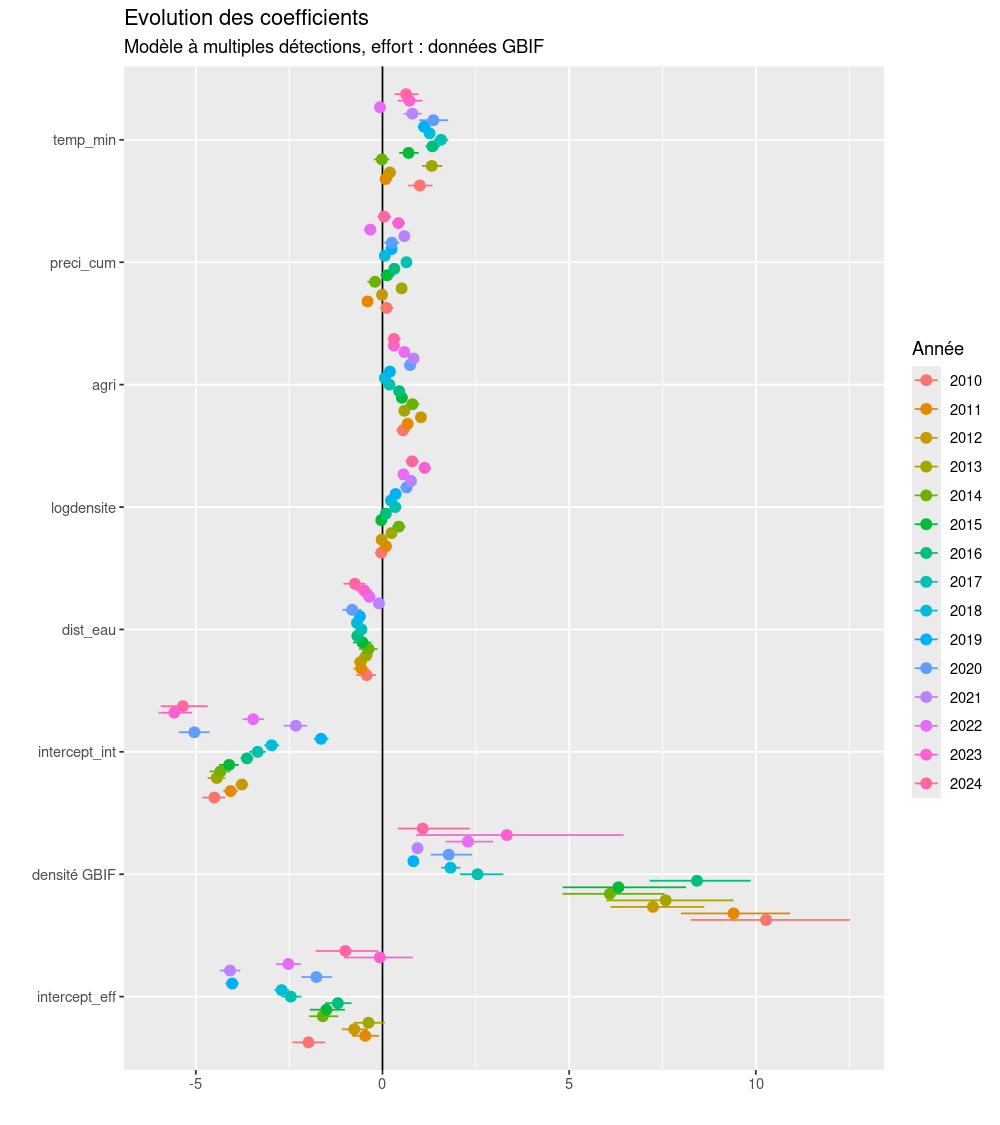 Evolution des coefficients
Modèle à multiples détections, effort : données GBIF
temp_min
preci_cum
agri
logdensite
dist_eau
intercept_int
densité GBIF
intercept_eff
-5
0
5
10
Année
2010
2011
2012
2013
2014
2015
2016
2017
2018
2019
2020
2021
2022
2023
2024